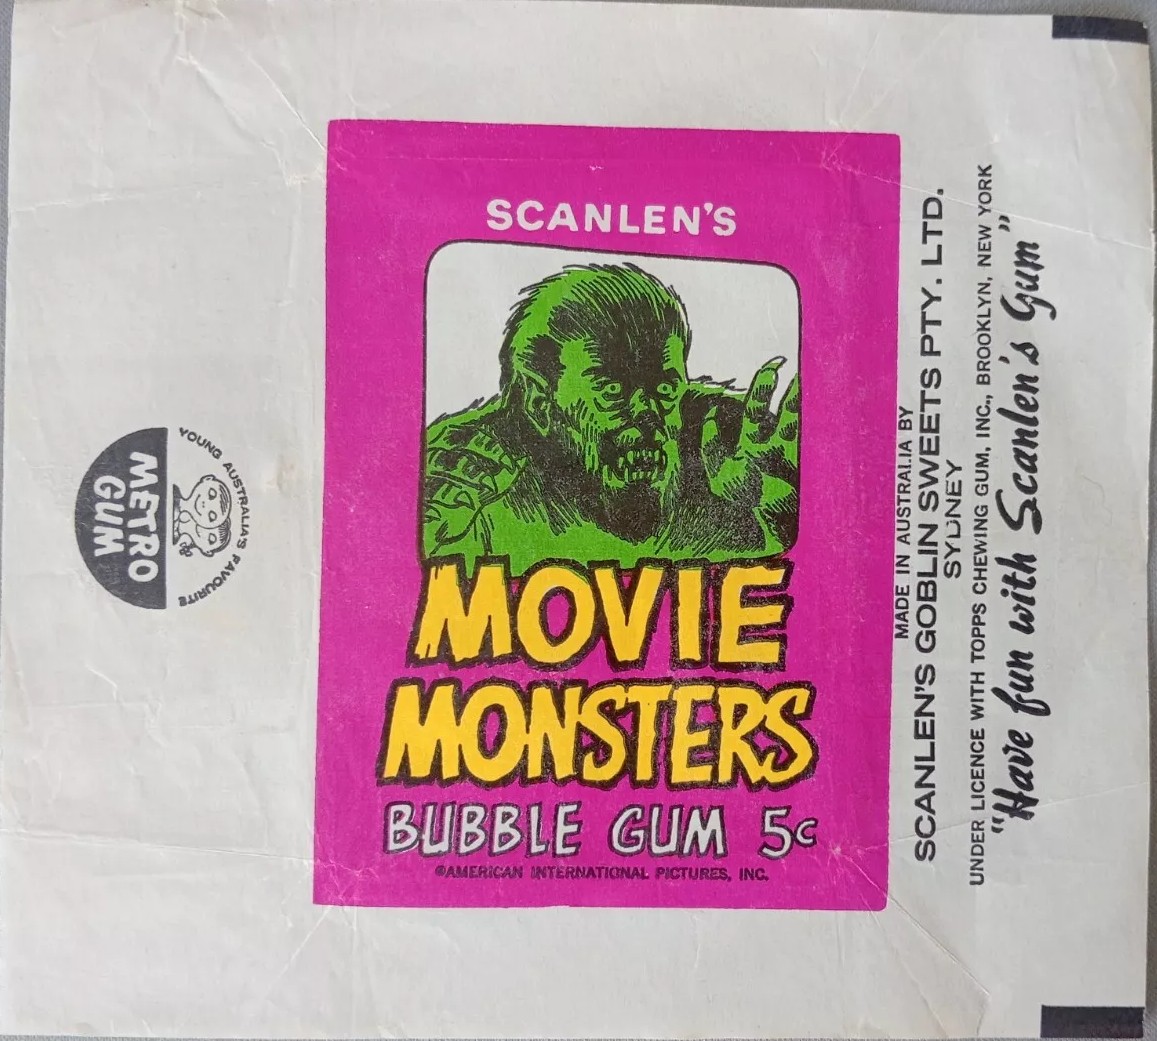 SCANLEN'S
MOVIE
MONSTERS
BUBBLE GUM 5c
©AMERICAN INTERNATIONAL PICTURES, INC.
YOUNG AUSTRALIA'S FAVOURITE
METRO
GUM
MADE IN AUSTRALIA BY
SCANLEN'S GOBLIN SWEETS PTY. LTD.
SYDNEY
UNDER LICENCE WITH TOPPS CHEWING GUM, INC., BROOKLYN, NEW YORK
"Have fun with Scanlen's Gum"